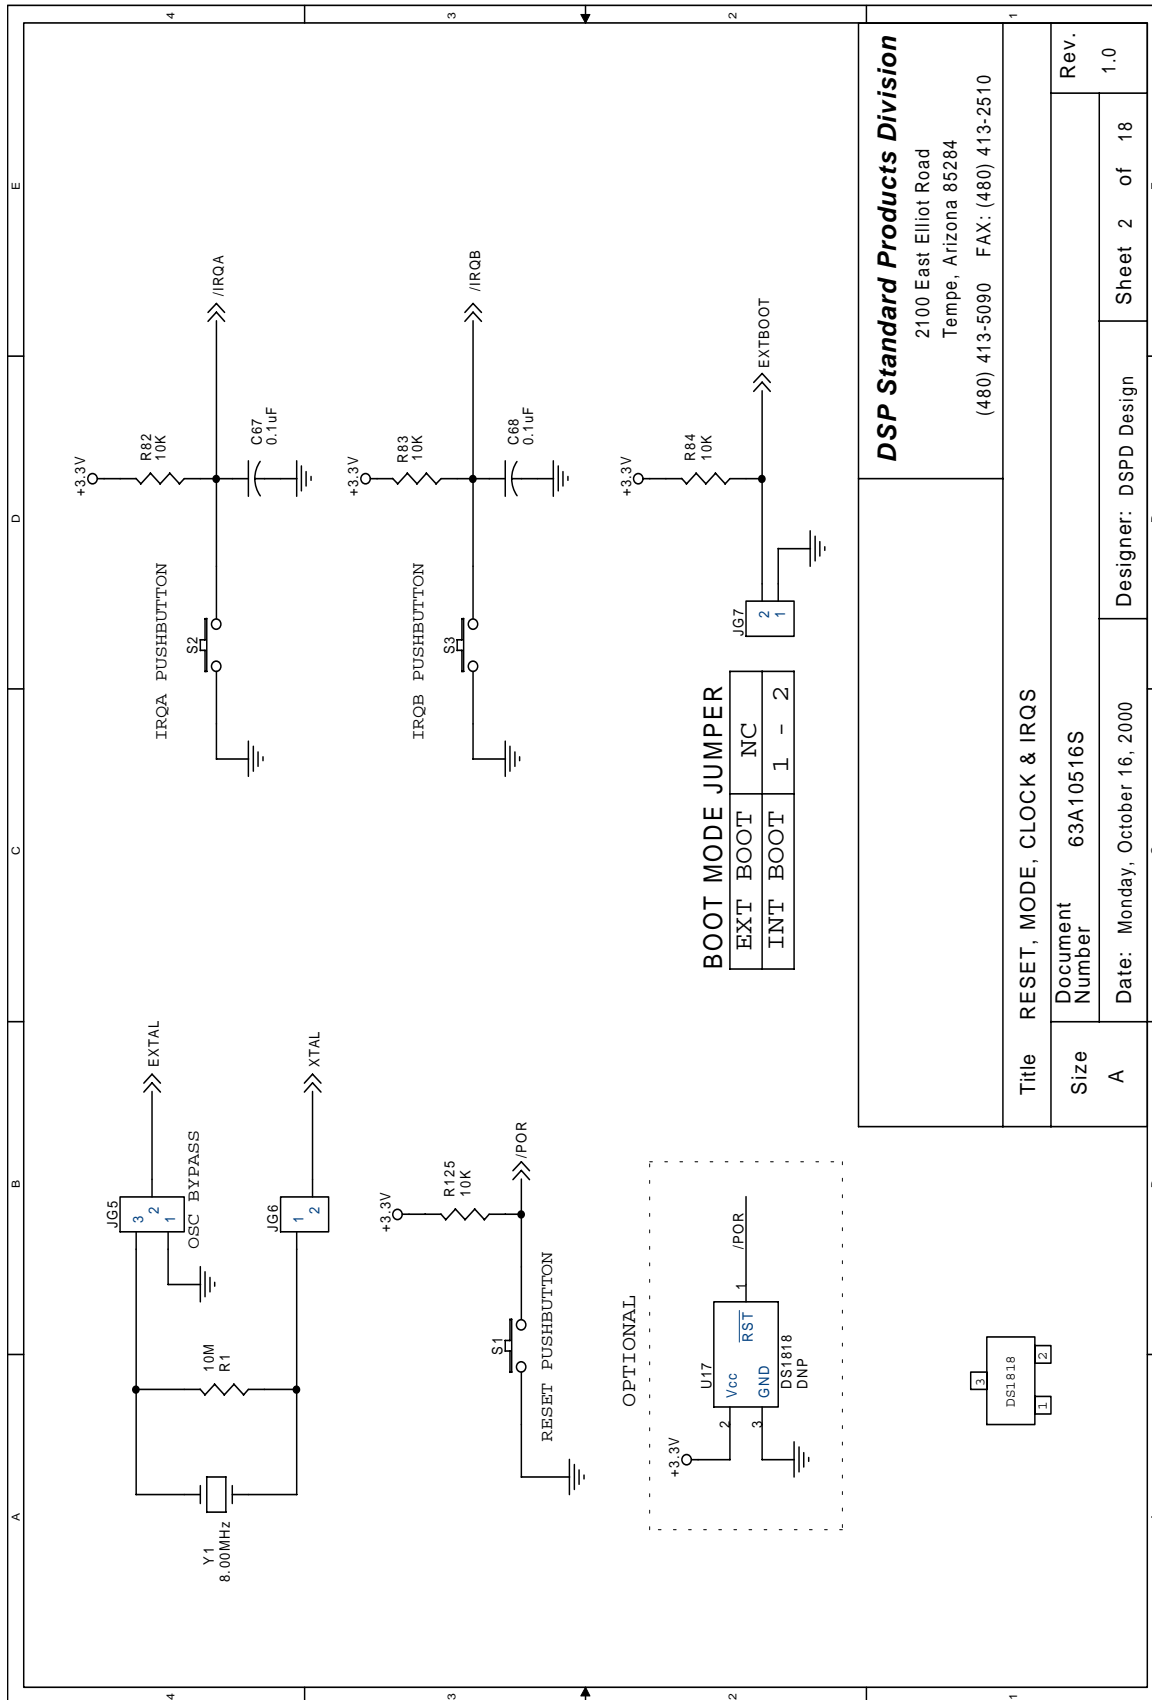 A
B
C
D
E
4
3
2
1
Y1
8.00MHz
10M
R1
JG5
3
2
1
OSC BYPASS
EXTAL
JG6
1
2
XTAL
+3.3V
R125
10K
/POR
S1
RESET PUSHBUTTON
OPTIONAL
+3.3V
U17
2
Vcc
3
GND
RST
1
/POR
DS1818
DNP
3
DS1818
1
2
IRQA PUSHBUTTON
S2
+3.3V
R82
10K
C67
0.1uF
/IRQA
IRQB PUSHBUTTON
S3
+3.3V
R83
10K
C68
0.1uF
/IRQB
BOOT MODE JUMPER
EXT BOOT NC
INT BOOT 1 - 2
JG7
2
1
+3.3V
R84
10K
EXTBOOT
DSP Standard Products Division
2100 East Elliot Road
Tempe, Arizona 85284
(480) 413-5090 FAX: (480) 413-2510
Title RESET, MODE, CLOCK & IRQS
Size
A
Document
Number
63A10516S
Rev.
1.0
Date: Monday, October 16, 2000
Designer: DSPD Design
Sheet 2 of 18
4
3
2
1